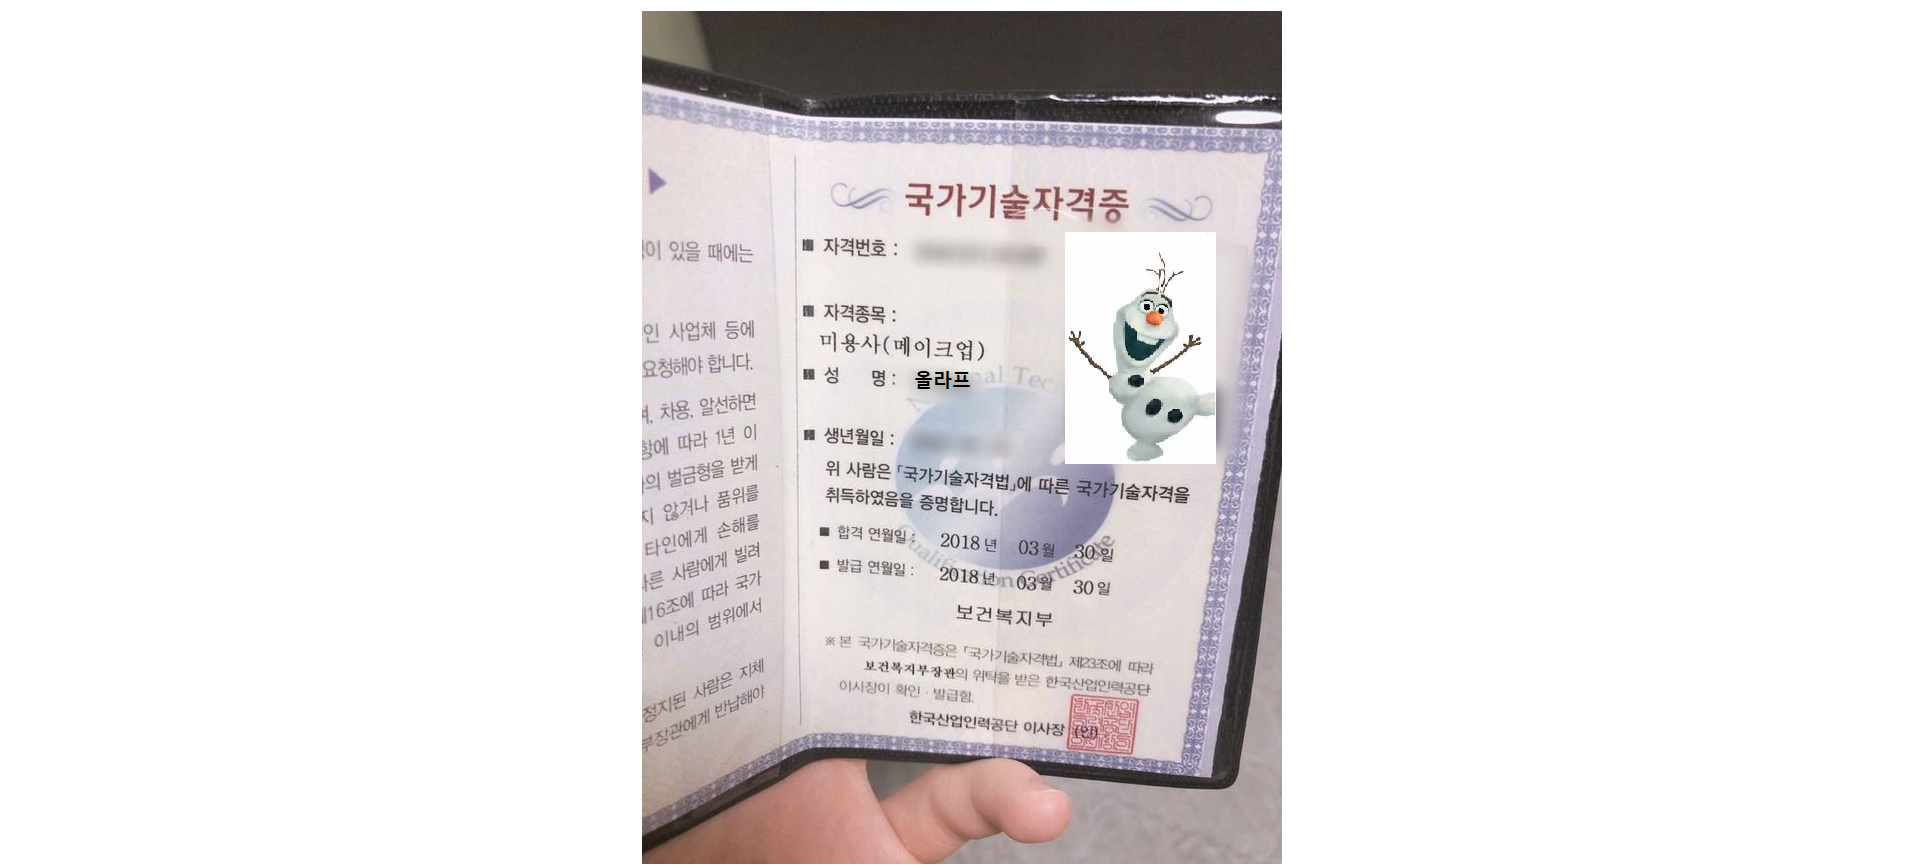 이 있을 때에는
인 사업체 등에
요청해야 합니다.
차용, 알선하면
항에 따라 1년 이
의 벌금형을 받게
지 않거나 품위를
타인에게 손해를
다른 사람에게 빌려
제16조에 따라 국가
이내의 범위에서
정지된 사람은 지체
부장관에게 반납해야
국가기술자격증
자격번호 :
자격종목 :
미용사(메이크업)
성 명 : 올라프
생년월일 :
위 사람은「국가기술자격법」에 따른 국가기술자격을
취득하였음을 증명합니다.
합격 연월일 : 2018 년 03 월 30 일
발급 연월일 : 2018 년 03 월 30 일
보건복지부
※ 본 국가기술자격증은 「국가기술자격법」 제23조에 따라
보건복지부장관의 위탁을 받은 한국산업인력공단
이사장이 확인 · 발급함.
한국산업인력공단 이사장 (인)
Qualification Certificate